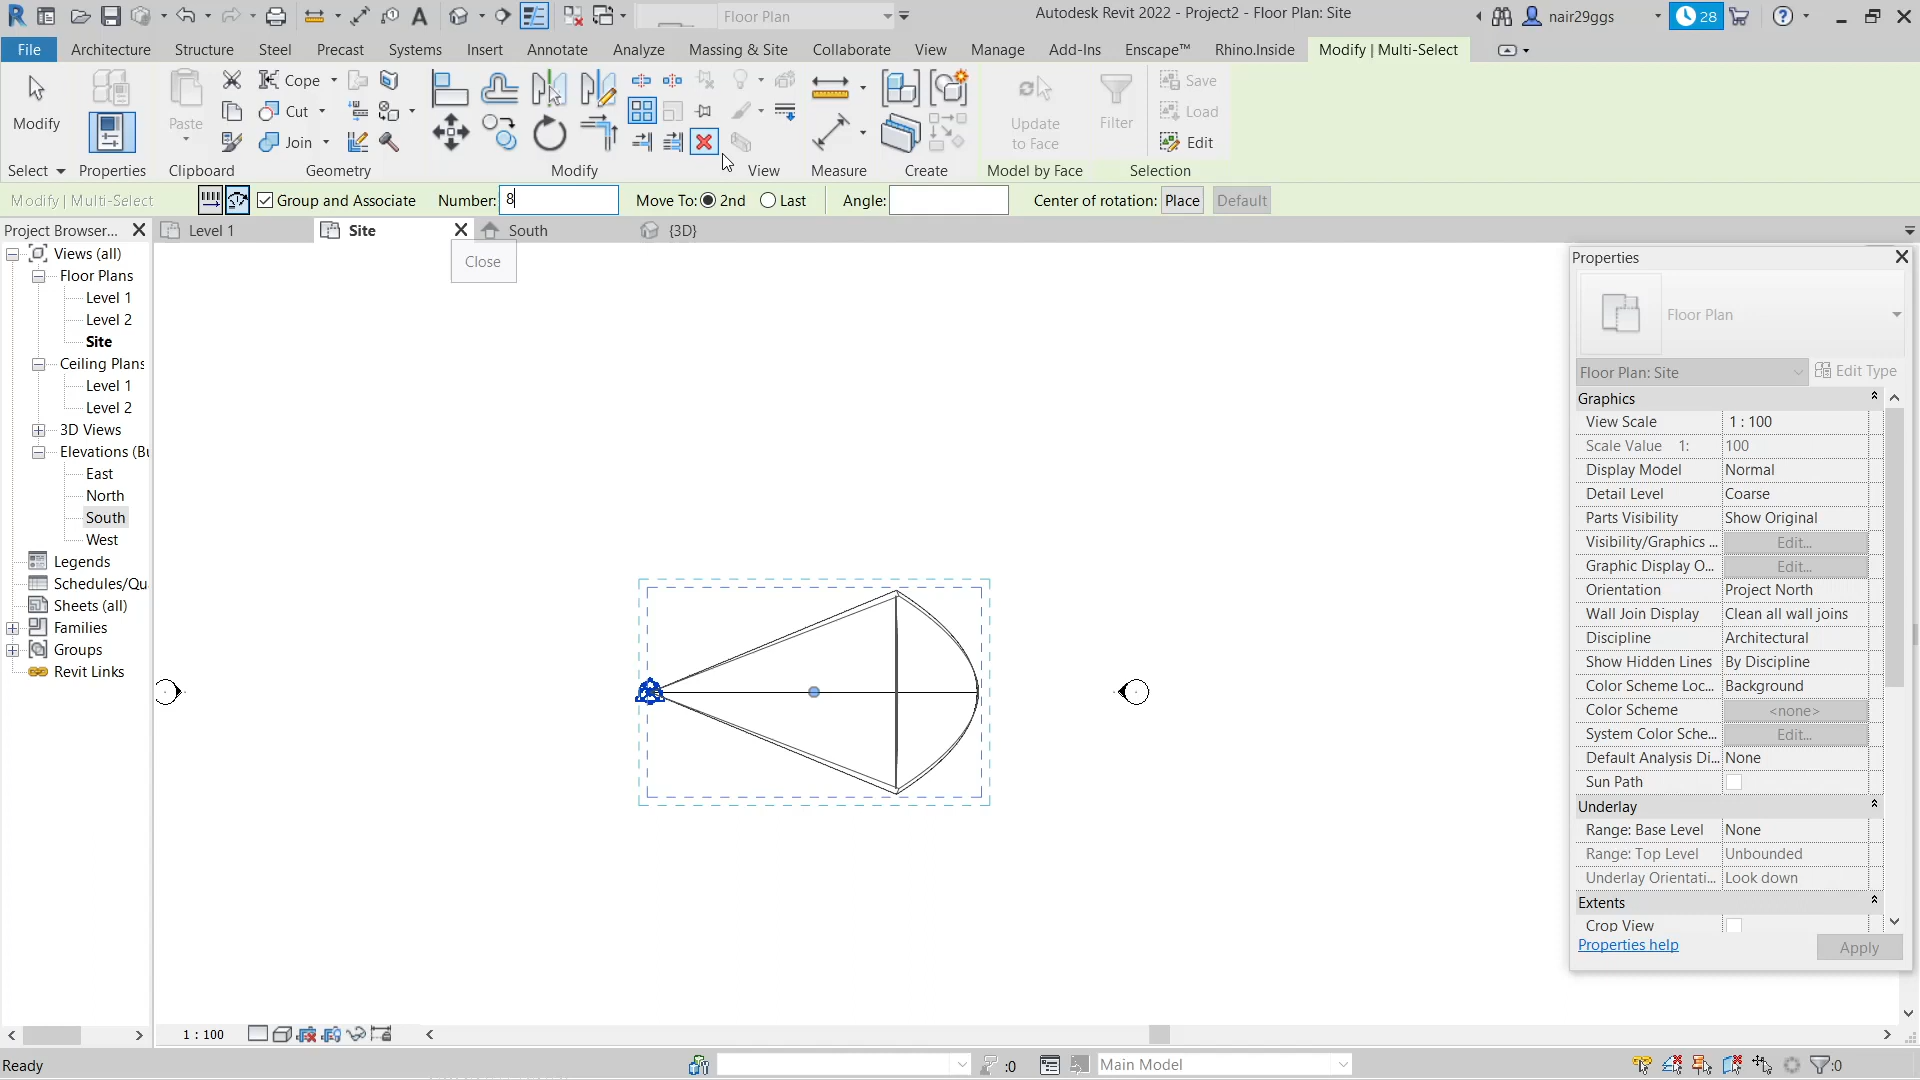 Floor Plan
Autodesk Revit 2022 - Project2 - Floor Plan: Site
nair29ggs
28
File Architecture Structure Steel Precast Systems Insert Annotate Analyze Massing & Site Collaborate View Manage Add-Ins Enscape™ Rhino.Inside Modify | Multi-Select
Modify
Paste
Cope
Cut
Join
Update
to Face
Filter
Save
Load
Edit
Select Properties Clipboard Geometry Modify View Measure Create Model by Face Selection
Modify | Multi-Select Group and Associate Number: 8 Move To: 2nd Last Angle: Center of rotation: Place Default
Project Browser...
Level 1 Site South {3D}
Close
Views (all)
Floor Plans
Level 1
Level 2
Site
Ceiling Plans
Level 1
Level 2
3D Views
Elevations (Bu
East
North
South
West
Legends
Schedules/Qu
Sheets (all)
Families
Groups
Revit Links
Properties
Floor Plan
Floor Plan: Site Edit Type
Graphics
View Scale 1 : 100
Scale Value 1: 100
Display Model Normal
Detail Level Coarse
Parts Visibility Show Original
Visibility/Graphics ... Edit...
Graphic Display O... Edit...
Orientation Project North
Wall Join Display Clean all wall joins
Discipline Architectural
Show Hidden Lines By Discipline
Color Scheme Loc... Background
Color Scheme <none>
System Color Sche... Edit...
Default Analysis Di... None
Sun Path
Underlay
Range: Base Level None
Range: Top Level Unbounded
Underlay Orientati... Look down
Extents
Crop View
Properties help Apply
1 : 100
Ready :0 Main Model :0